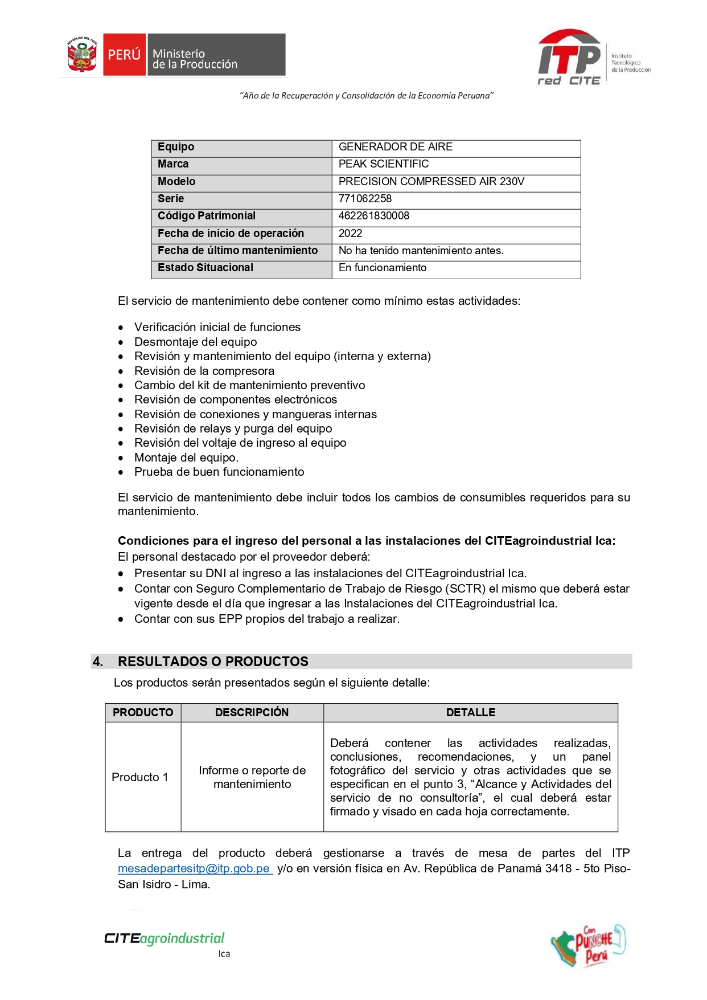 REPÚBLICA DEL PERÚ
PERÚ
Ministerio
de la Producción
ITP
red CITE
Instituto
Tecnológico
de la Producción
“Año de la Recuperación y Consolidación de la Economía Peruana”
Equipo GENERADOR DE AIRE
Marca PEAK SCIENTIFIC
Modelo PRECISION COMPRESSED AIR 230V
Serie 771062258
Código Patrimonial 462261830008
Fecha de inicio de operación 2022
Fecha de último mantenimiento No ha tenido mantenimiento antes.
Estado Situacional En funcionamiento
El servicio de mantenimiento debe contener como mínimo estas actividades:
• Verificación inicial de funciones
• Desmontaje del equipo
• Revisión y mantenimiento del equipo (interna y externa)
• Revisión de la compresora
• Cambio del kit de mantenimiento preventivo
• Revisión de componentes electrónicos
• Revisión de conexiones y mangueras internas
• Revisión de relays y purga del equipo
• Revisión del voltaje de ingreso al equipo
• Montaje del equipo.
• Prueba de buen funcionamiento
El servicio de mantenimiento debe incluir todos los cambios de consumibles requeridos para su
mantenimiento.
Condiciones para el ingreso del personal a las instalaciones del CITEagroindustrial Ica:
El personal destacado por el proveedor deberá:
• Presentar su DNI al ingreso a las instalaciones del CITEagroindustrial Ica.
• Contar con Seguro Complementario de Trabajo de Riesgo (SCTR) el mismo que deberá estar
vigente desde el día que ingresar a las Instalaciones del CITEagroindustrial Ica.
• Contar con sus EPP propios del trabajo a realizar.
4. RESULTADOS O PRODUCTOS
Los productos serán presentados según el siguiente detalle:
PRODUCTO DESCRIPCIÓN DETALLE
Producto 1
Informe o reporte de
mantenimiento
Deberá contener las actividades realizadas,
conclusiones, recomendaciones, y un panel
fotográfico del servicio y otras actividades que se
especifican en el punto 3, “Alcance y Actividades del
servicio de no consultoría”, el cual deberá estar
firmado y visado en cada hoja correctamente.
La entrega del producto deberá gestionarse a través de mesa de partes del ITP
mesadepartesitp@itp.gob.pe y/o en versión física en Av. República de Panamá 3418 - 5to Piso-
San Isidro - Lima.
CITEagroindustrial
Ica
Con
PUNCHE
Perú